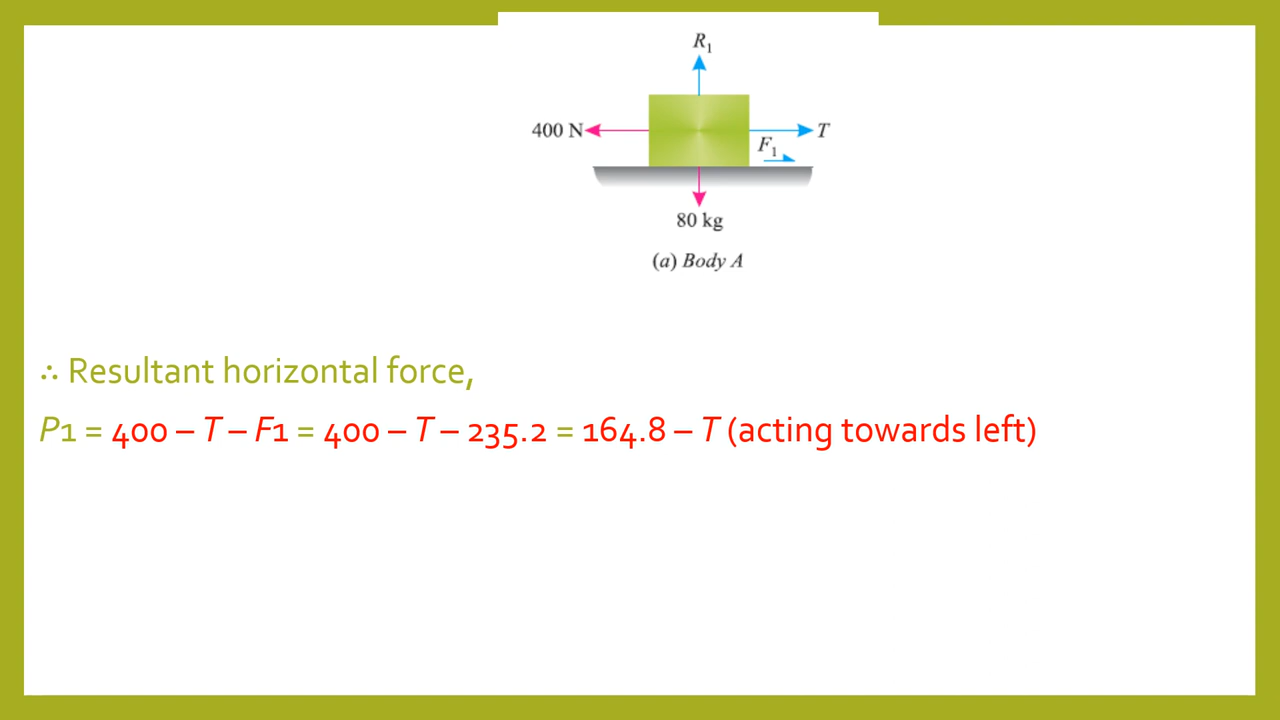 R1
400 N
T
F1
80 kg
(a) Body A
∴ Resultant horizontal force,
P1 = 400 – T – F1 = 400 – T – 235.2 = 164.8 – T (acting towards left)